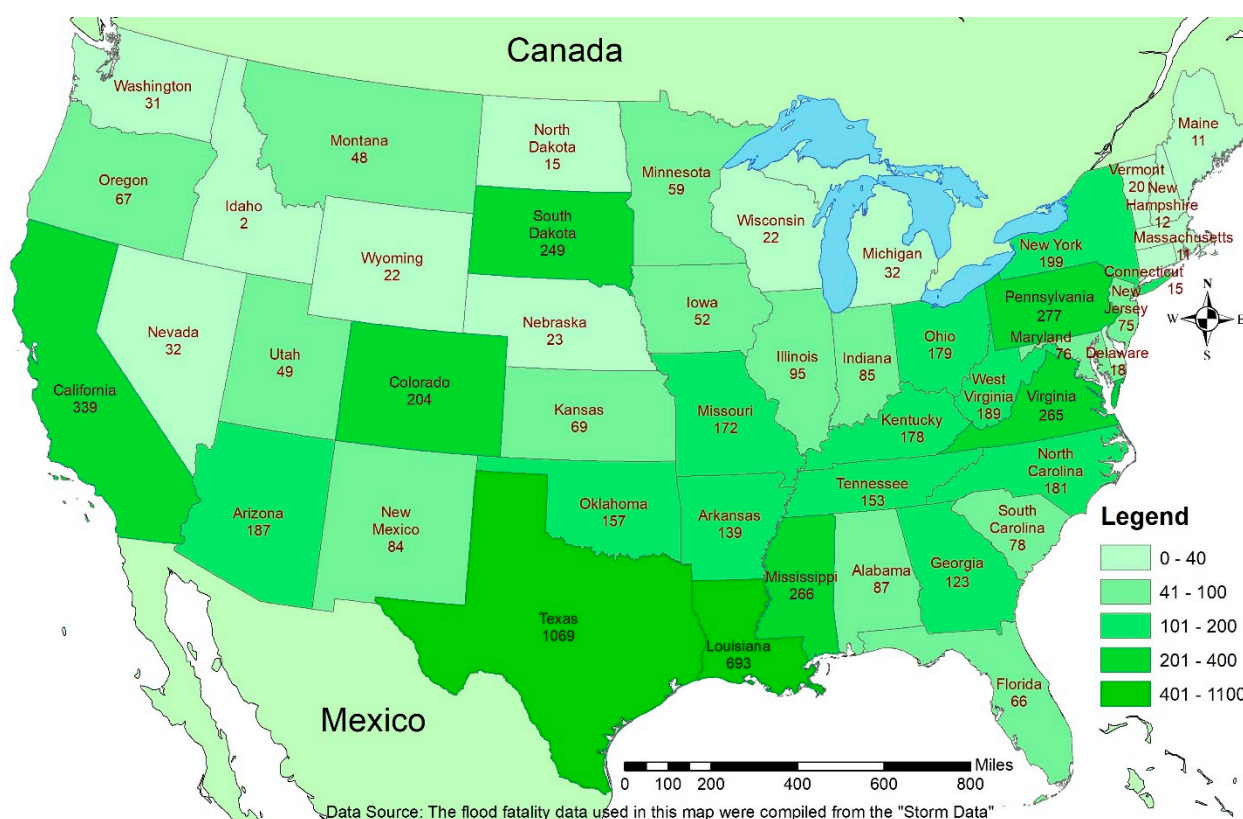 Canada
Washington
31
Montana
48
North
Dakota
15
Minnesota
59
Maine
11
Oregon
67
Idaho
2
South
Dakota
249
Wisconsin
22
Michigan
32
Vermont
20
New
Hampshire
12
Wyoming
22
New York
199
Massachusetts
11
Connecticut
15
Iowa
52
Nebraska
23
Pennsylvania
277
New
Jersey
75
N
W
E
S
Nevada
32
Utah
49
Colorado
204
Illinois
95
Indiana
85
Ohio
179
Maryland
76
Delaware
18
California
339
Kansas
69
Missouri
172
West
Virginia
189
Virginia
265
Kentucky
178
Arizona
187
New
Mexico
84
Oklahoma
157
Arkansas
139
Tennessee
153
North
Carolina
181
South
Carolina
78
Mississippi
266
Alabama
87
Georgia
123
Texas
1069
Louisiana
693
Florida
66
Mexico
Legend
0 - 40
41 - 100
101 - 200
201 - 400
401 - 1100
Miles
0 100 200 400 600 800
Data Source: The flood fatality data used in this map were compiled from the "Storm Data"